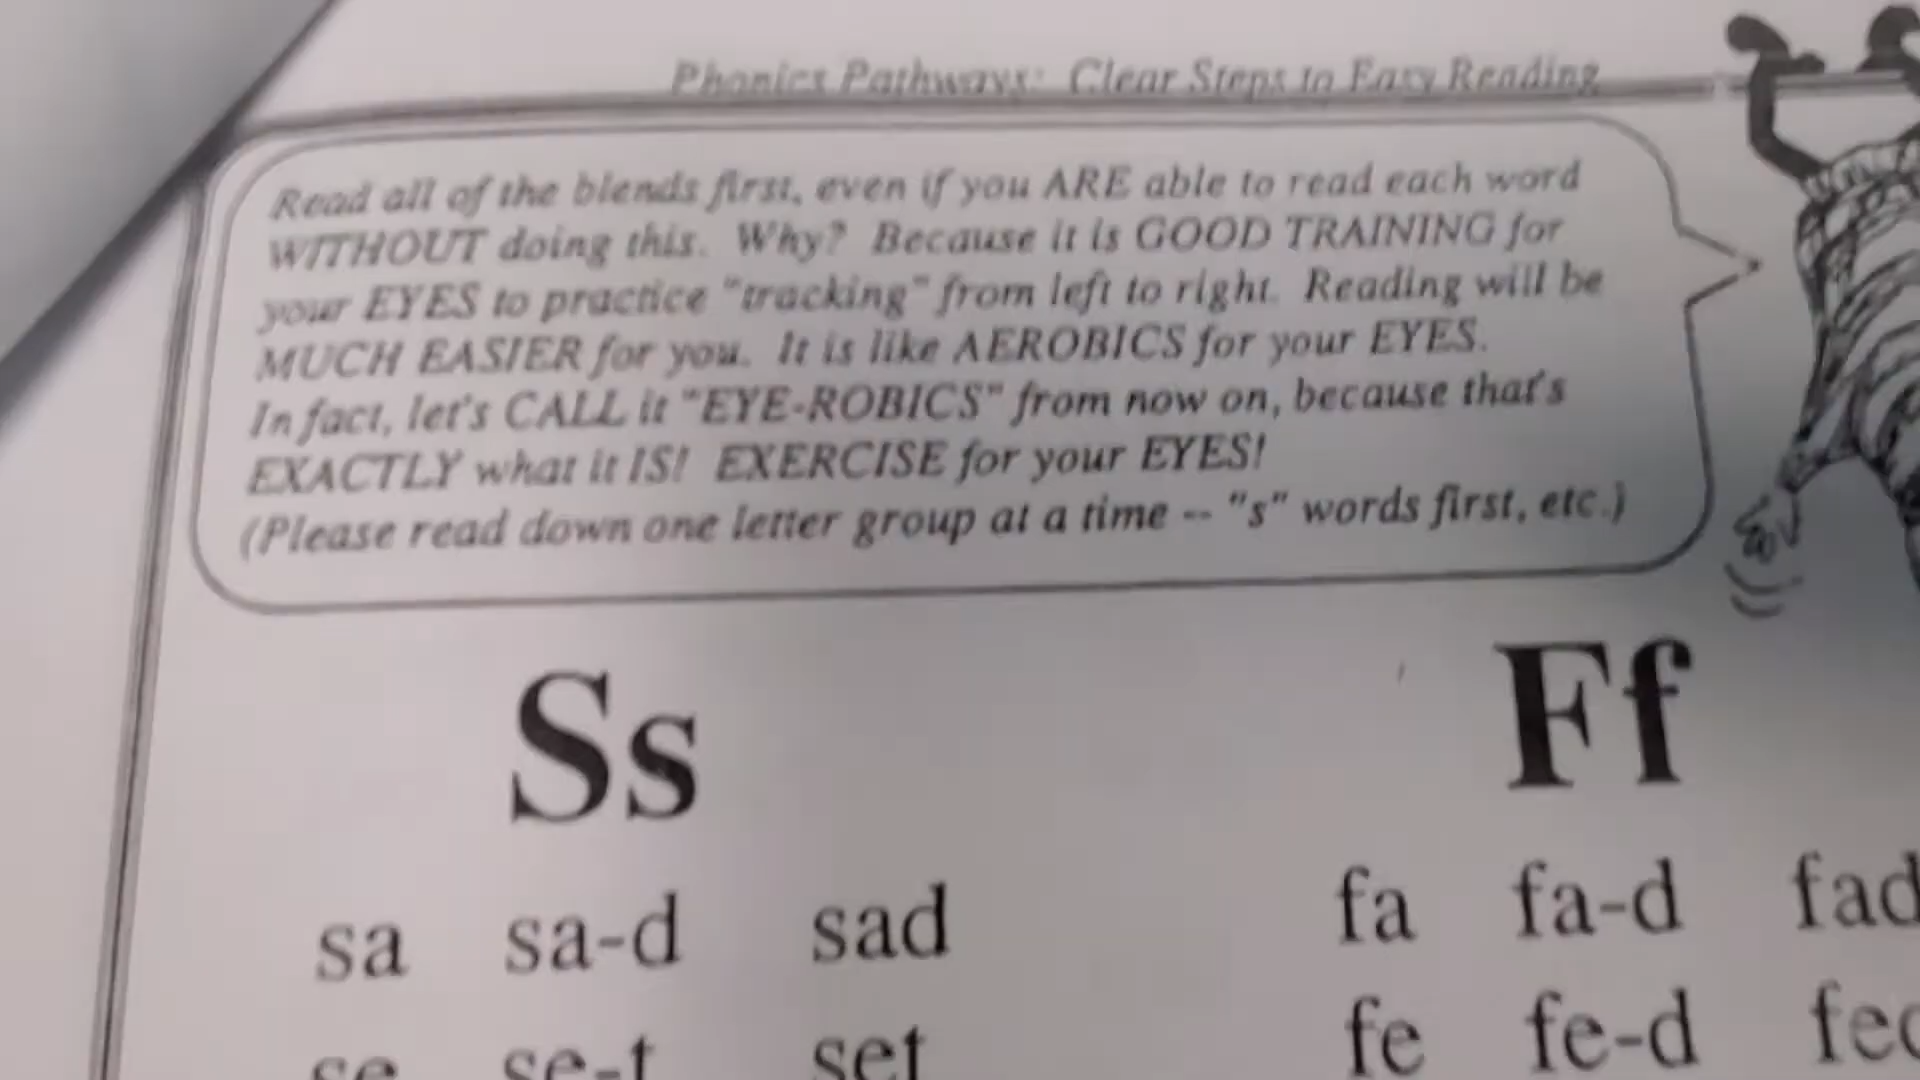 Phonics Pathways: Clear Steps to Easy Reading
Read all of the blends first, even if you ARE able to read each word
WITHOUT doing this. Why? Because it is GOOD TRAINING for
your EYES to practice "tracking" from left to right. Reading will be
MUCH EASIER for you. It is like AEROBICS for your EYES.
In fact, let's CALL it "EYE-ROBICS" from now on, because that's
EXACTLY what it IS! EXERCISE for your EYES!
(Please read down one letter group at a time -- "s" words first, etc.)
Ss Ff
sa sa-d sad fa fa-d fad
se se-t set fe fe-d